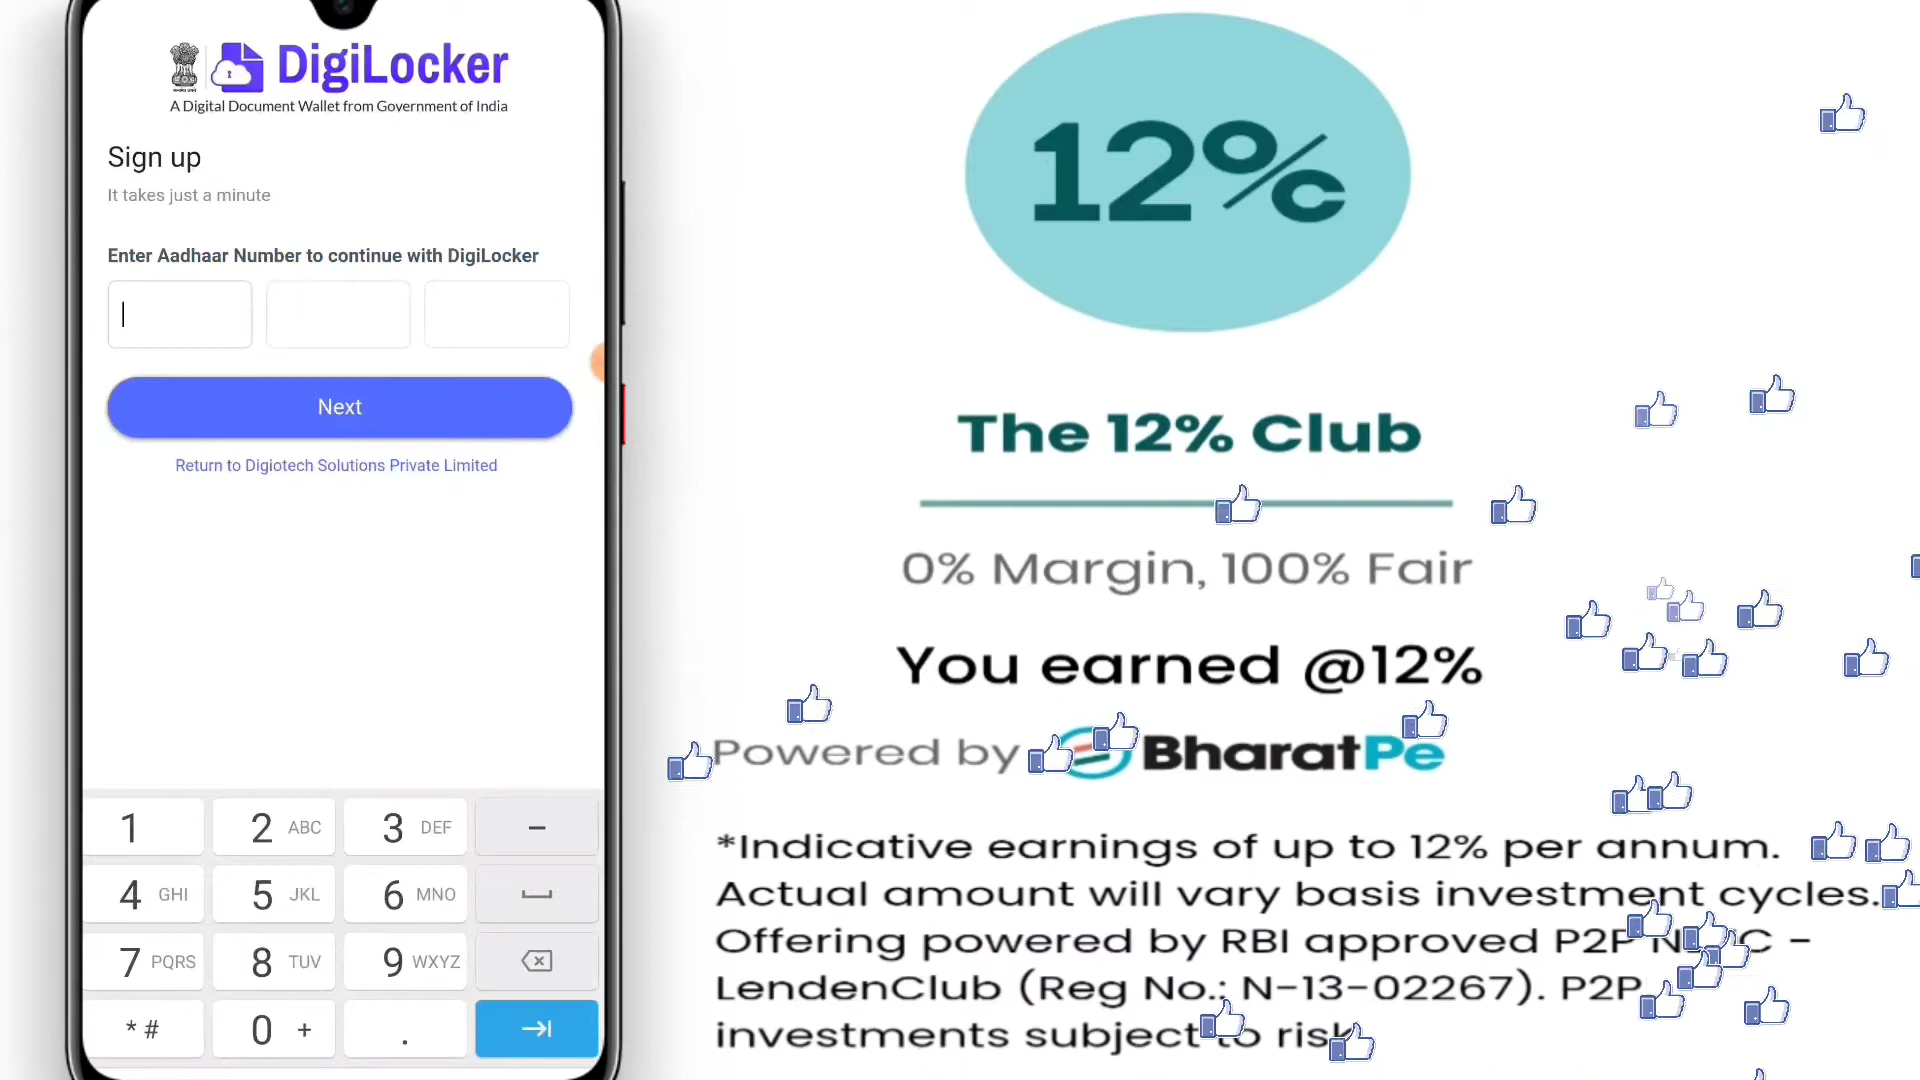 DigiLocker
A Digital Document Wallet from Government of India
Sign up
It takes just a minute
Enter Aadhaar Number to continue with DigiLocker
Next
Return to Digiotech Solutions Private Limited
1
2 ABC
3 DEF
-
4 GHI
5 JKL
6 MNO
7 PQRS
8 TUV
9 WXYZ
* #
0 +
.
12%
The 12% Club
0% Margin, 100% Fair
You earned @12%
Powered by BharatPe
*Indicative earnings of up to 12% per annum.
Actual amount will vary basis investment cycles.
Offering powered by RBI approved P2P -
LendenClub (Reg No.: N-13-02267). P2P
investments subject to risk